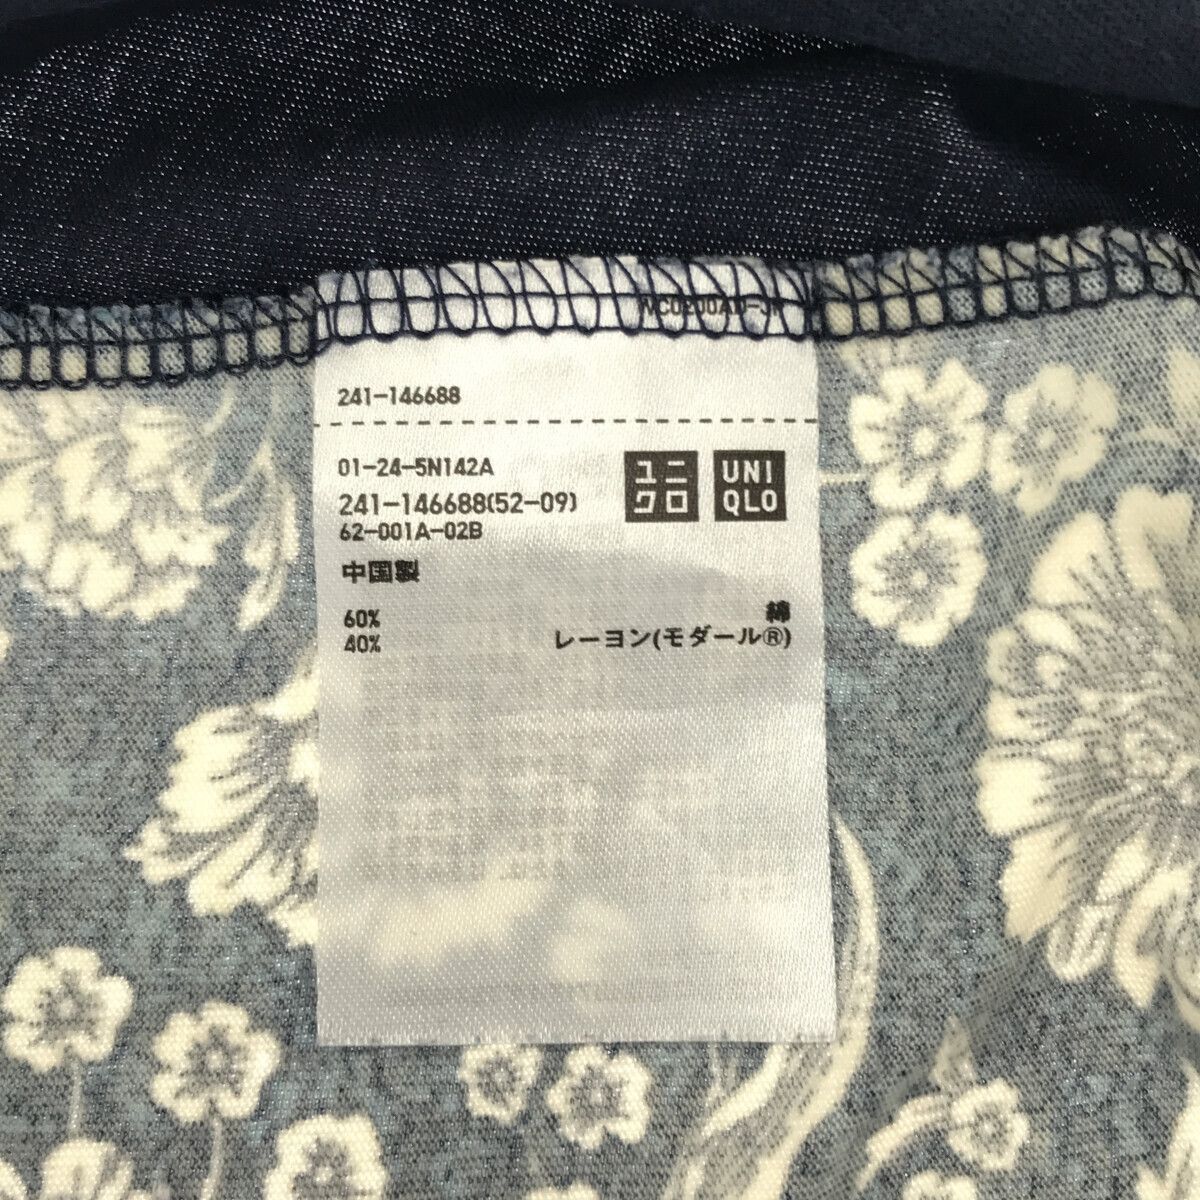 241-146688
01-24-5N142A
241-146688(52-09)
62-001A-02B
ユニ
クロ
UNI
QLO
中国製
60% 綿
40% レーヨン(モダール®)